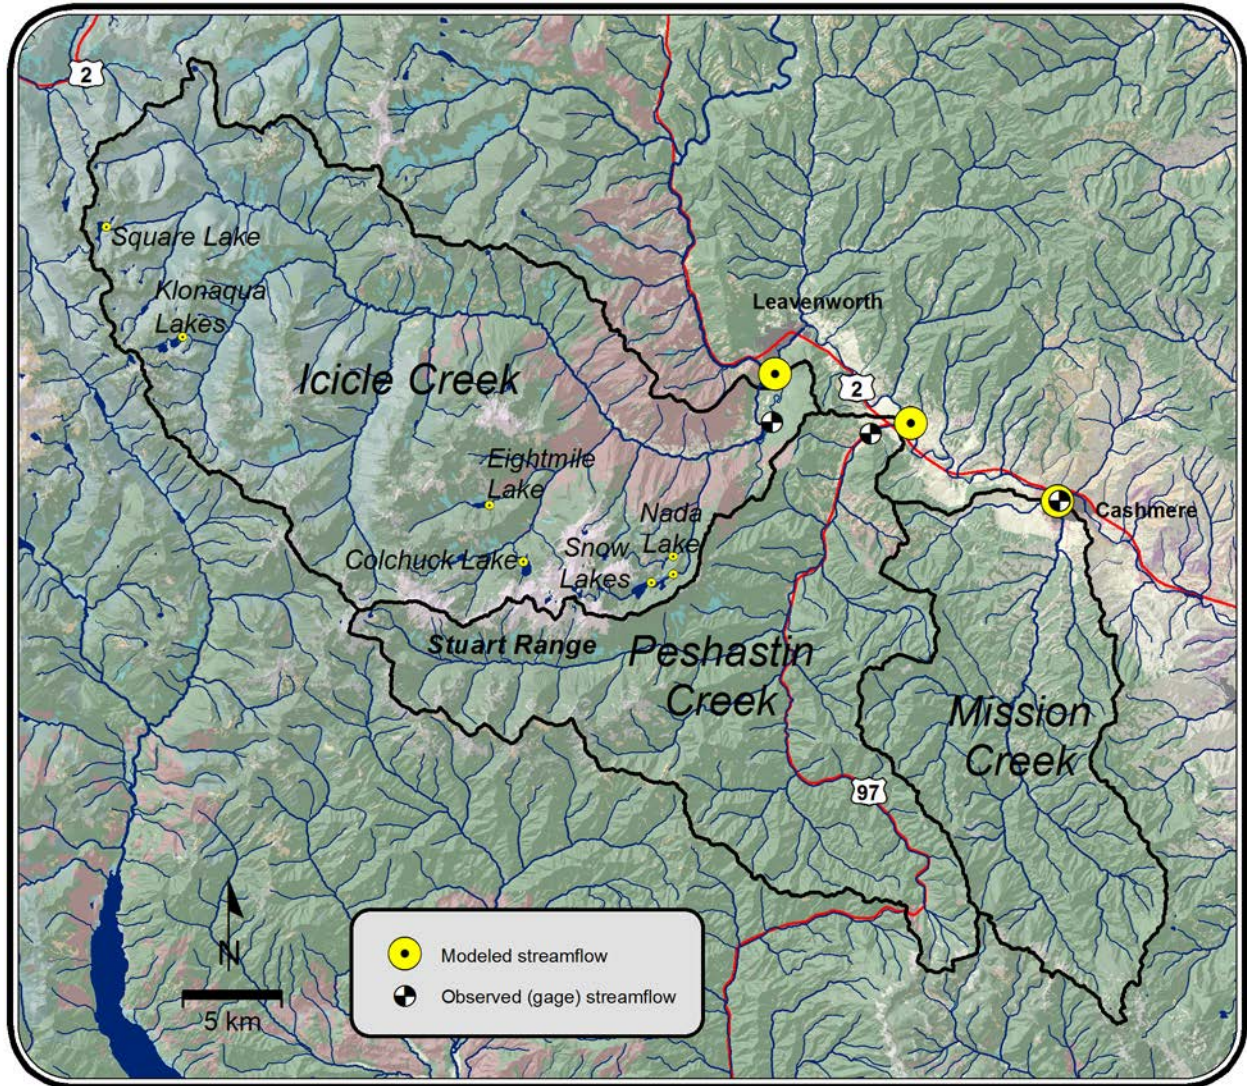 2
Square Lake
Klonaqua
Lakes
Leavenworth
Icicle Creek
2
Eightmile
Lake
Nada
Lake
Cashmere
Snow
Lakes
Colchuck Lake
Stuart Range
Peshastin
Creek
Mission
Creek
97
N
5 km
Modeled streamflow
Observed (gage) streamflow